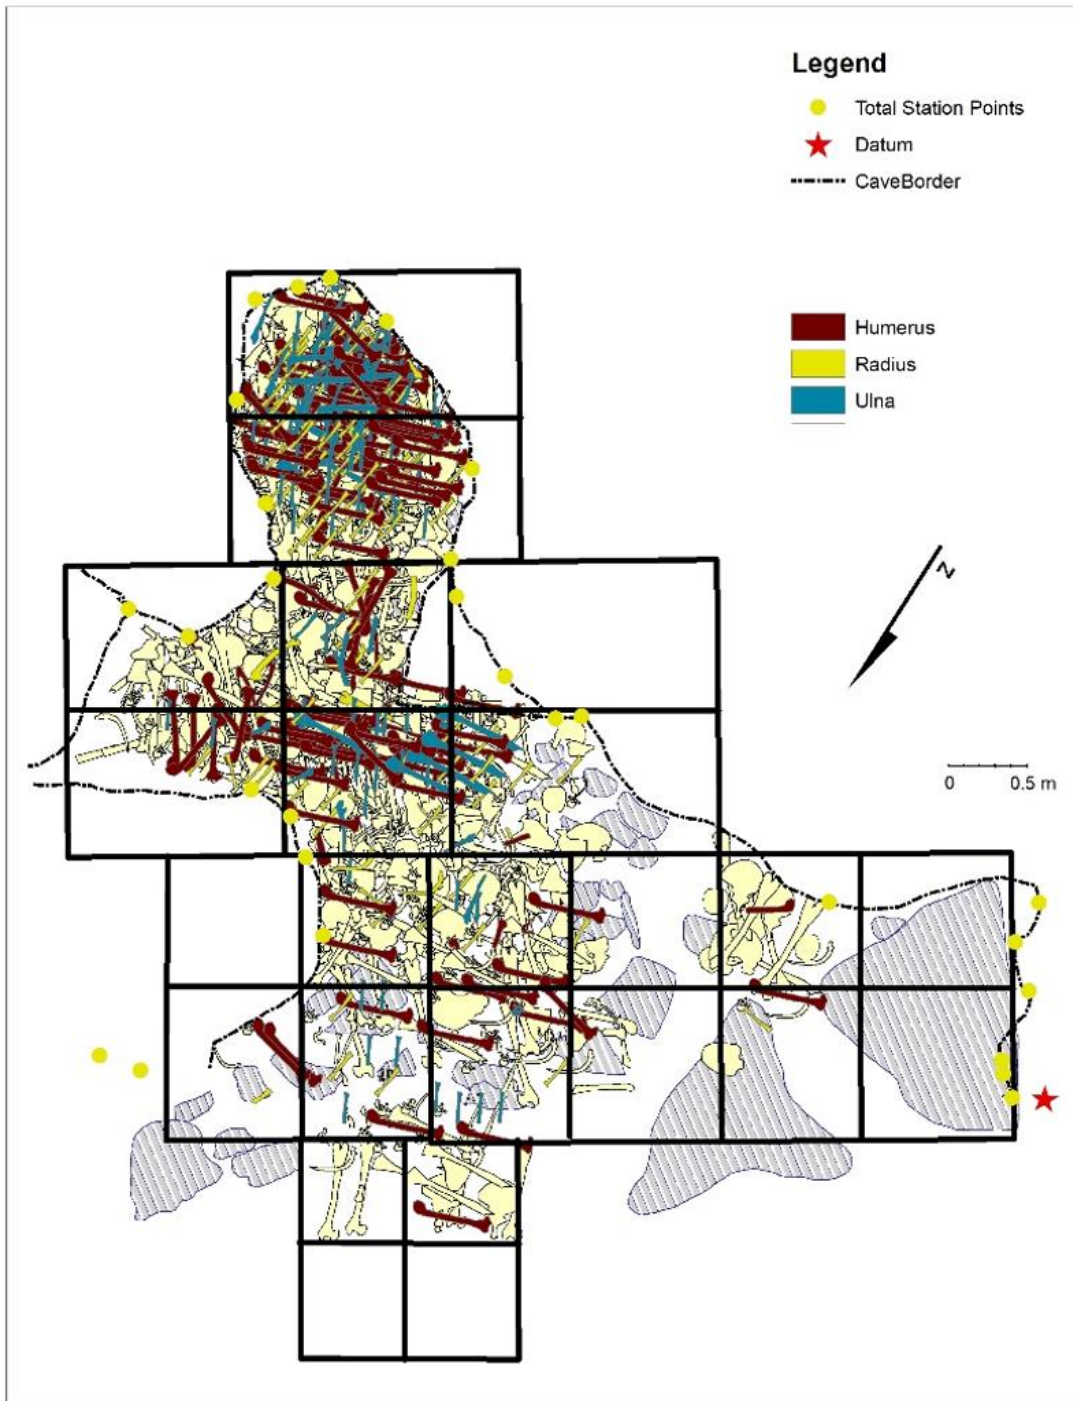 Legend
Total Station Points
Datum
CaveBorder
Humerus
Radius
Ulna
N
0 0.5 m